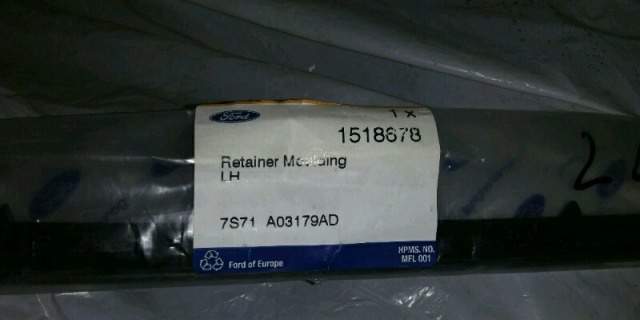 Ford
1 X
1518678
Retainer Moulding
LH
7S71 A03179AD
Ford of Europe
HPMS. NO.
MFL 001